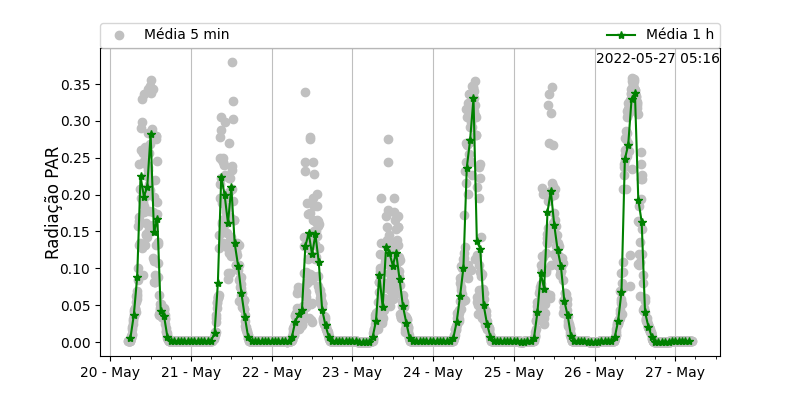 Média 5 min
Média 1 h
2022-05-27 05:16
0.35
0.30
0.25
0.20
0.15
0.10
0.05
0.00
Radiação PAR
20 - May
21 - May
22 - May
23 - May
24 - May
25 - May
26 - May
27 - May